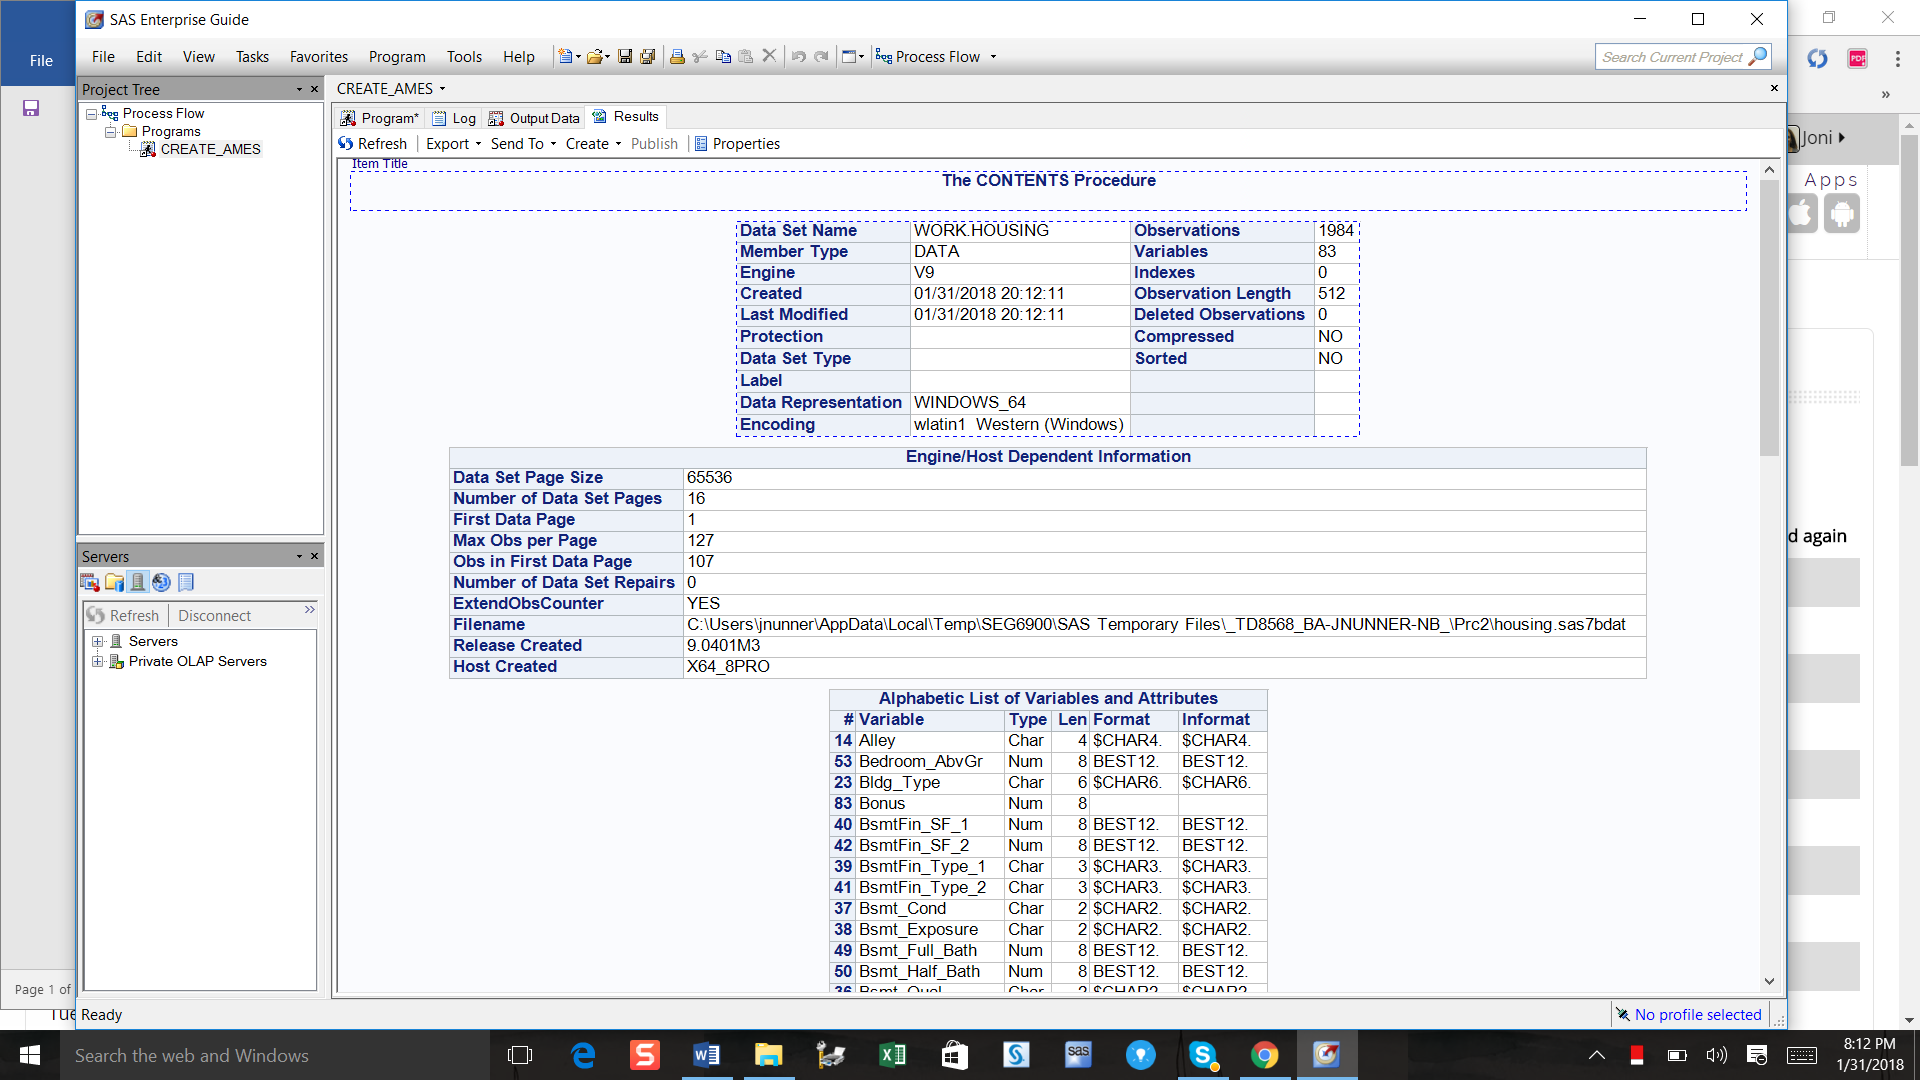 SAS Enterprise Guide
File
File Edit View Tasks Favorites Program Tools Help Process Flow Search Current Project
PDF
Project Tree
CREATE_AMES
Process Flow
Programs
CREATE_AMES
Program* Log Output Data Results
Refresh Export Send To Create Publish Properties
Item Title
The CONTENTS Procedure
Data Set Name WORK.HOUSING Observations 1984
Member Type DATA Variables 83
Engine V9 Indexes 0
Created 01/31/2018 20:12:11 Observation Length 512
Last Modified 01/31/2018 20:12:11 Deleted Observations 0
Protection Compressed NO
Data Set Type Sorted NO
Label
Data Representation WINDOWS_64
Encoding wlatin1 Western (Windows)
Engine/Host Dependent Information
Data Set Page Size 65536
Number of Data Set Pages 16
First Data Page 1
Max Obs per Page 127
Obs in First Data Page 107
Number of Data Set Repairs 0
ExtendObsCounter YES
Filename C:\Users\jnunner\AppData\Local\Temp\SEG6900\SAS Temporary Files\_TD8568_BA-JNUNNER-NB_\Prc2\housing.sas7bdat
Release Created 9.0401M3
Host Created X64_8PRO
Alphabetic List of Variables and Attributes
# Variable Type Len Format Informat
14 Alley Char 4 $CHAR4. $CHAR4.
53 Bedroom_AbvGr Num 8 BEST12. BEST12.
23 Bldg_Type Char 6 $CHAR6. $CHAR6.
83 Bonus Num 8
40 BsmtFin_SF_1 Num 8 BEST12. BEST12.
42 BsmtFin_SF_2 Num 8 BEST12. BEST12.
39 BsmtFin_Type_1 Char 3 $CHAR3. $CHAR3.
41 BsmtFin_Type_2 Char 3 $CHAR3. $CHAR3.
37 Bsmt_Cond Char 2 $CHAR2. $CHAR2.
38 Bsmt_Exposure Char 2 $CHAR2. $CHAR2.
49 Bsmt_Full_Bath Num 8 BEST12. BEST12.
50 Bsmt_Half_Bath Num 8 BEST12. BEST12.
36 Bsmt_Qual Char 2 $CHAR2. $CHAR2.
Servers
Refresh Disconnect
Servers
Private OLAP Servers
Joni
Apps
d again
Page 1 of
Tue
Ready
No profile selected
Search the web and Windows
sas
8:12 PM
1/31/2018